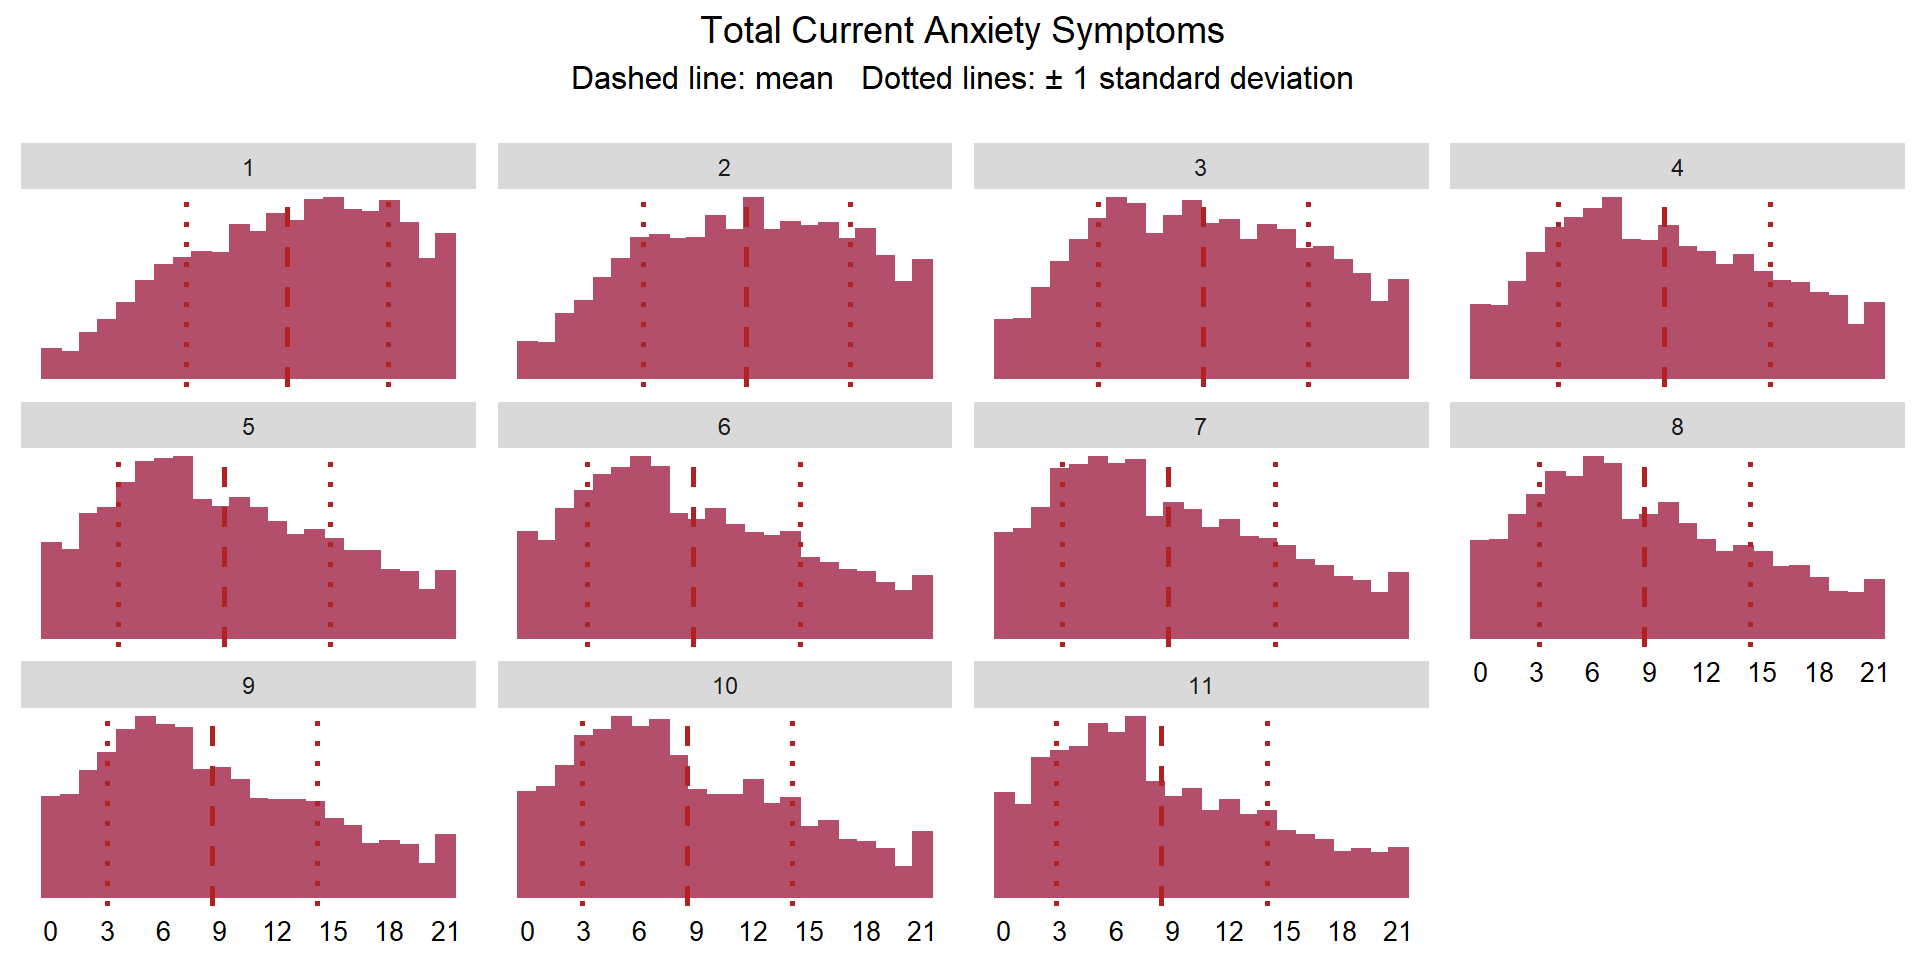 Total Current Anxiety Symptoms
Dashed line: mean   Dotted lines: ± 1 standard deviation
1 2 3 4
5 6 7 8
0 3 6 9 12 15 18 21
9 10 11
0 3 6 9 12 15 18 21 0 3 6 9 12 15 18 21 0 3 6 9 12 15 18 21